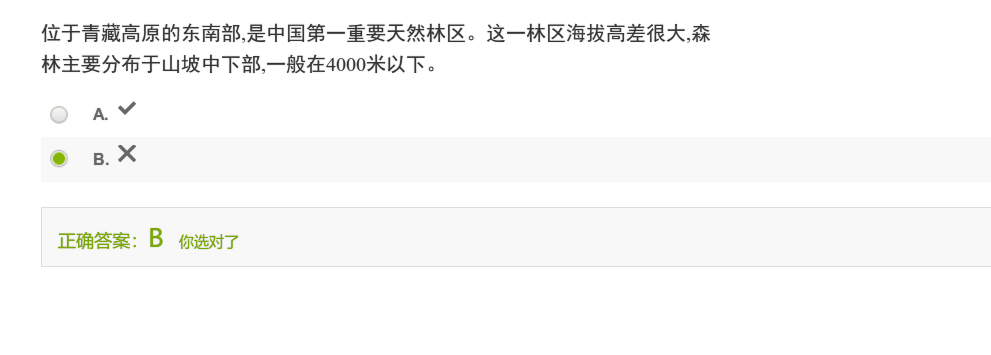 位于青藏高原的东南部,是中国第一重要天然林区。这一林区海拔高差很大,森
林主要分布于山坡中下部,一般在4000米以下。
A. ✓
B. ✕
正确答案: B 你选对了